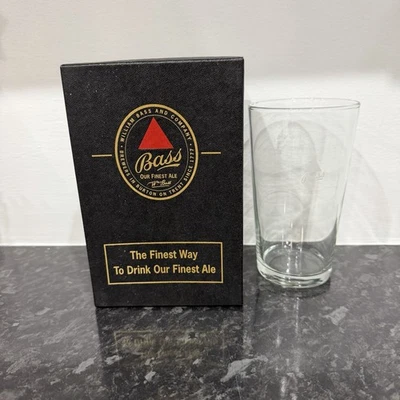 WILLIAM BASS AND COMPANY
BREWERS IN BURTON ON TRENT SINCE 1777
Bass
OUR FINEST ALE
The Finest Way
To Drink Our Finest Ale